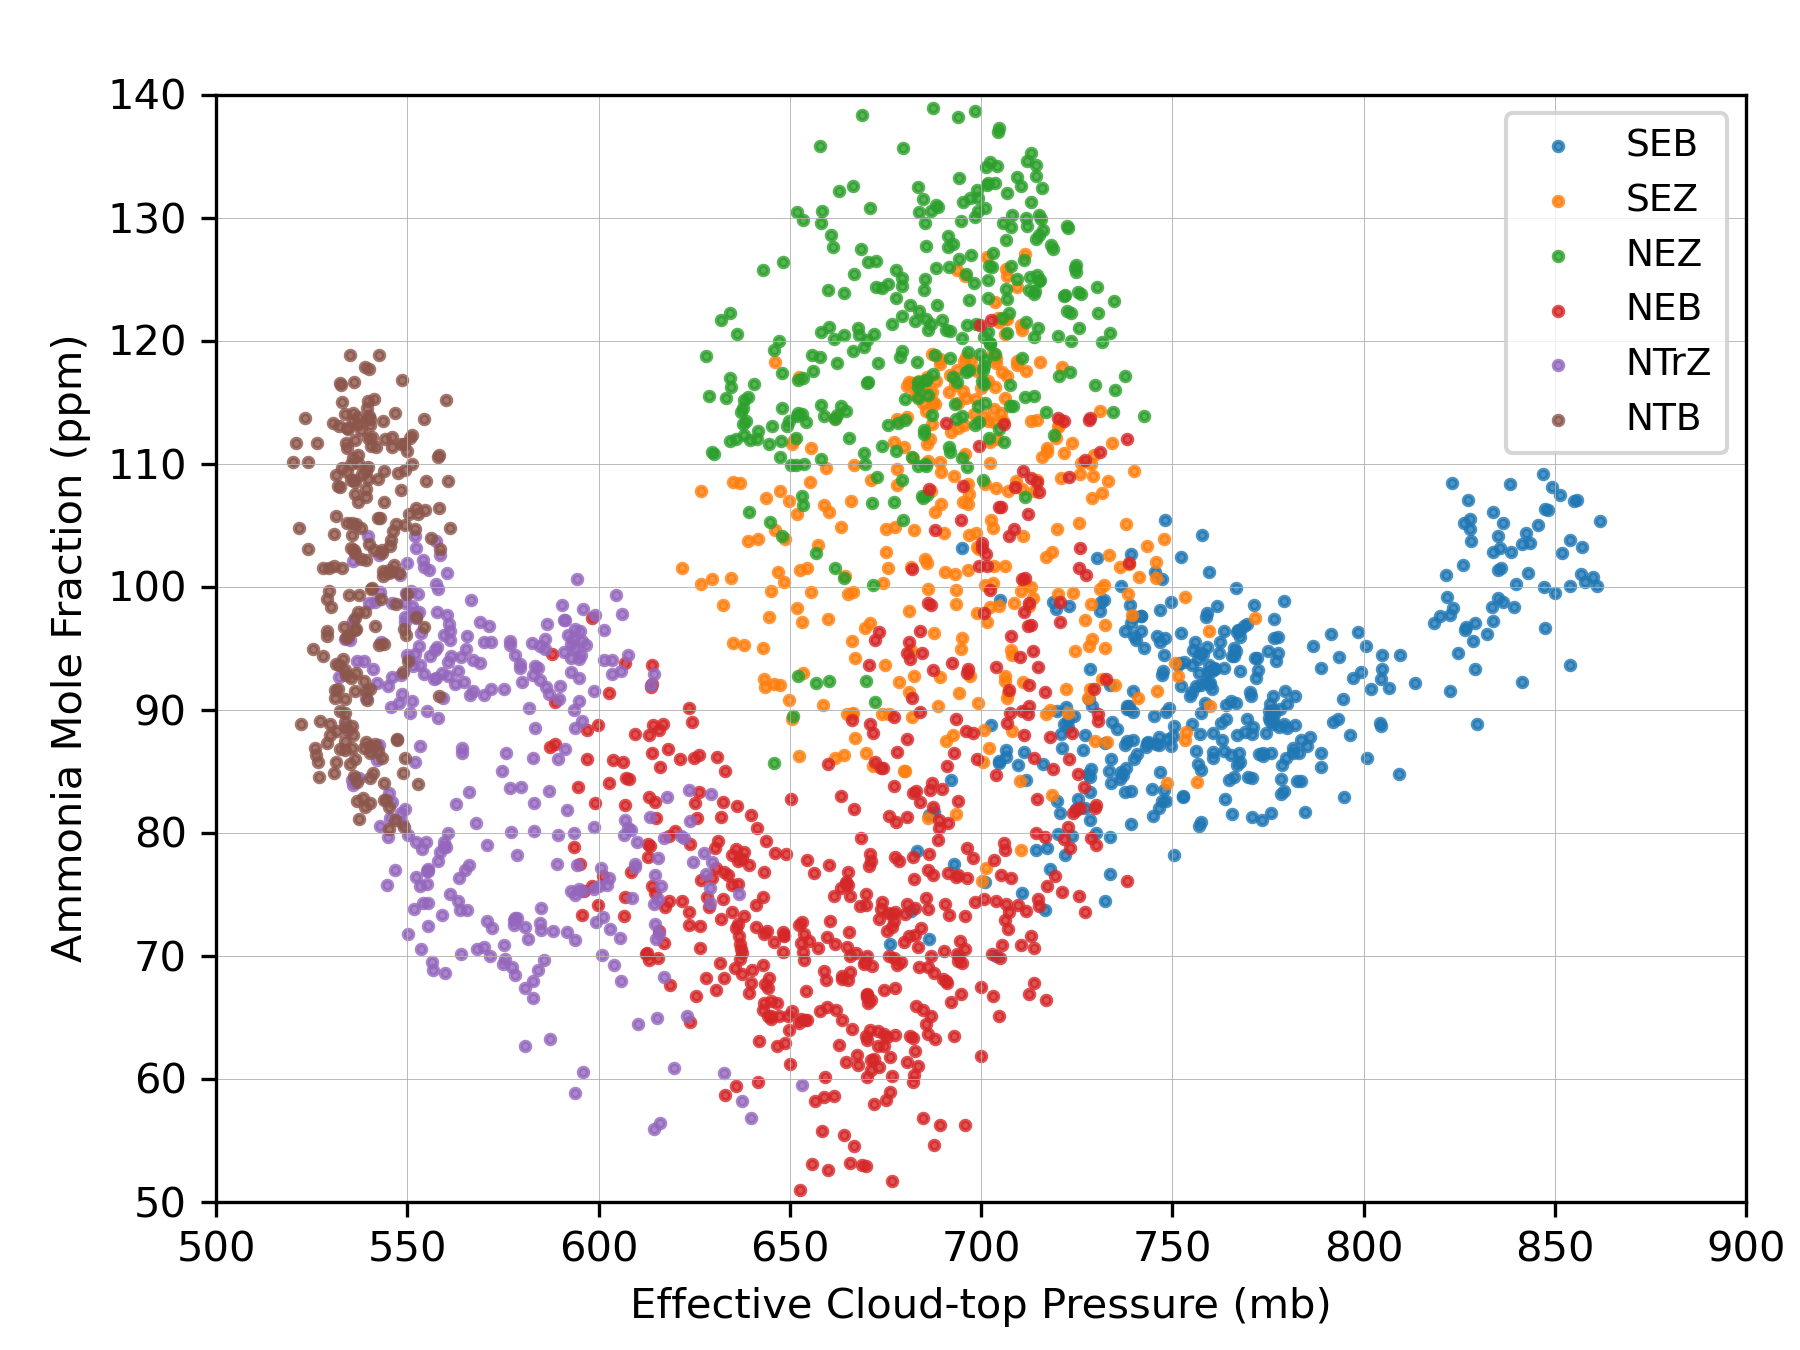 140
130
120
110
100
90
80
70
60
50
Ammonia Mole Fraction (ppm)
SEB
SEZ
NEZ
NEB
NTrZ
NTB
500 550 600 650 700 750 800 850 900
Effective Cloud-top Pressure (mb)